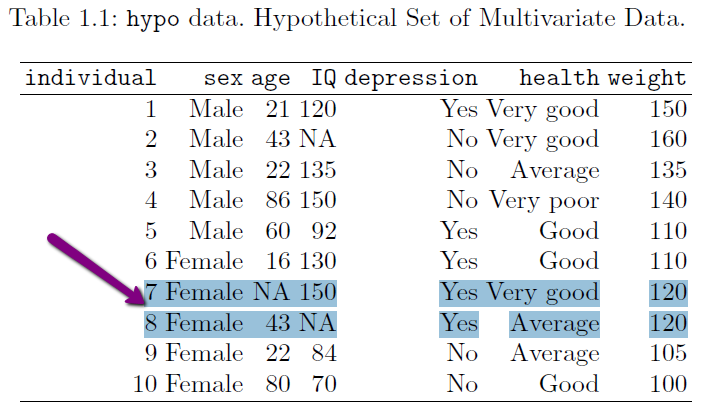 Table 1.1: hypo data. Hypothetical Set of Multivariate Data.
individual sex age IQ depression health weight
1 Male 21 120 Yes Very good 150
2 Male 43 NA No Very good 160
3 Male 22 135 No Average 135
4 Male 86 150 No Very poor 140
5 Male 60 92 Yes Good 110
6 Female 16 130 Yes Good 110
7 Female NA 150 Yes Very good 120
8 Female 43 NA Yes Average 120
9 Female 22 84 No Average 105
10 Female 80 70 No Good 100